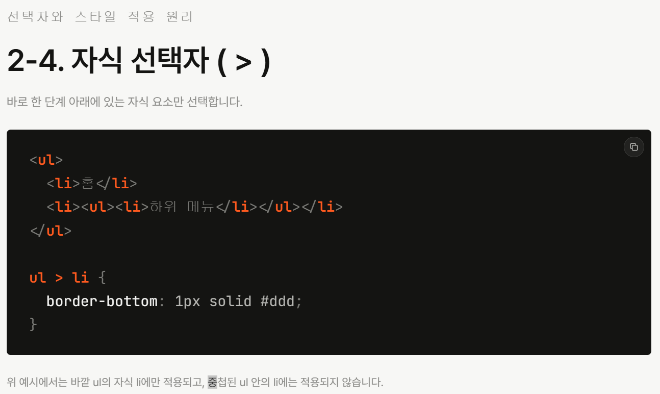 선택자와 스타일 적용 원리
2-4. 자식 선택자 ( > )
바로 한 단계 아래에 있는 자식 요소만 선택합니다.
<ul>
  <li>홈</li>
  <li><ul><li>하위 메뉴</li></ul></li>
</ul>
ul > li {
  border-bottom: 1px solid #ddd;
}
위 예시에서는 바깥 ul의 자식 li에만 적용되고, 중첩된 ul 안의 li에는 적용되지 않습니다.